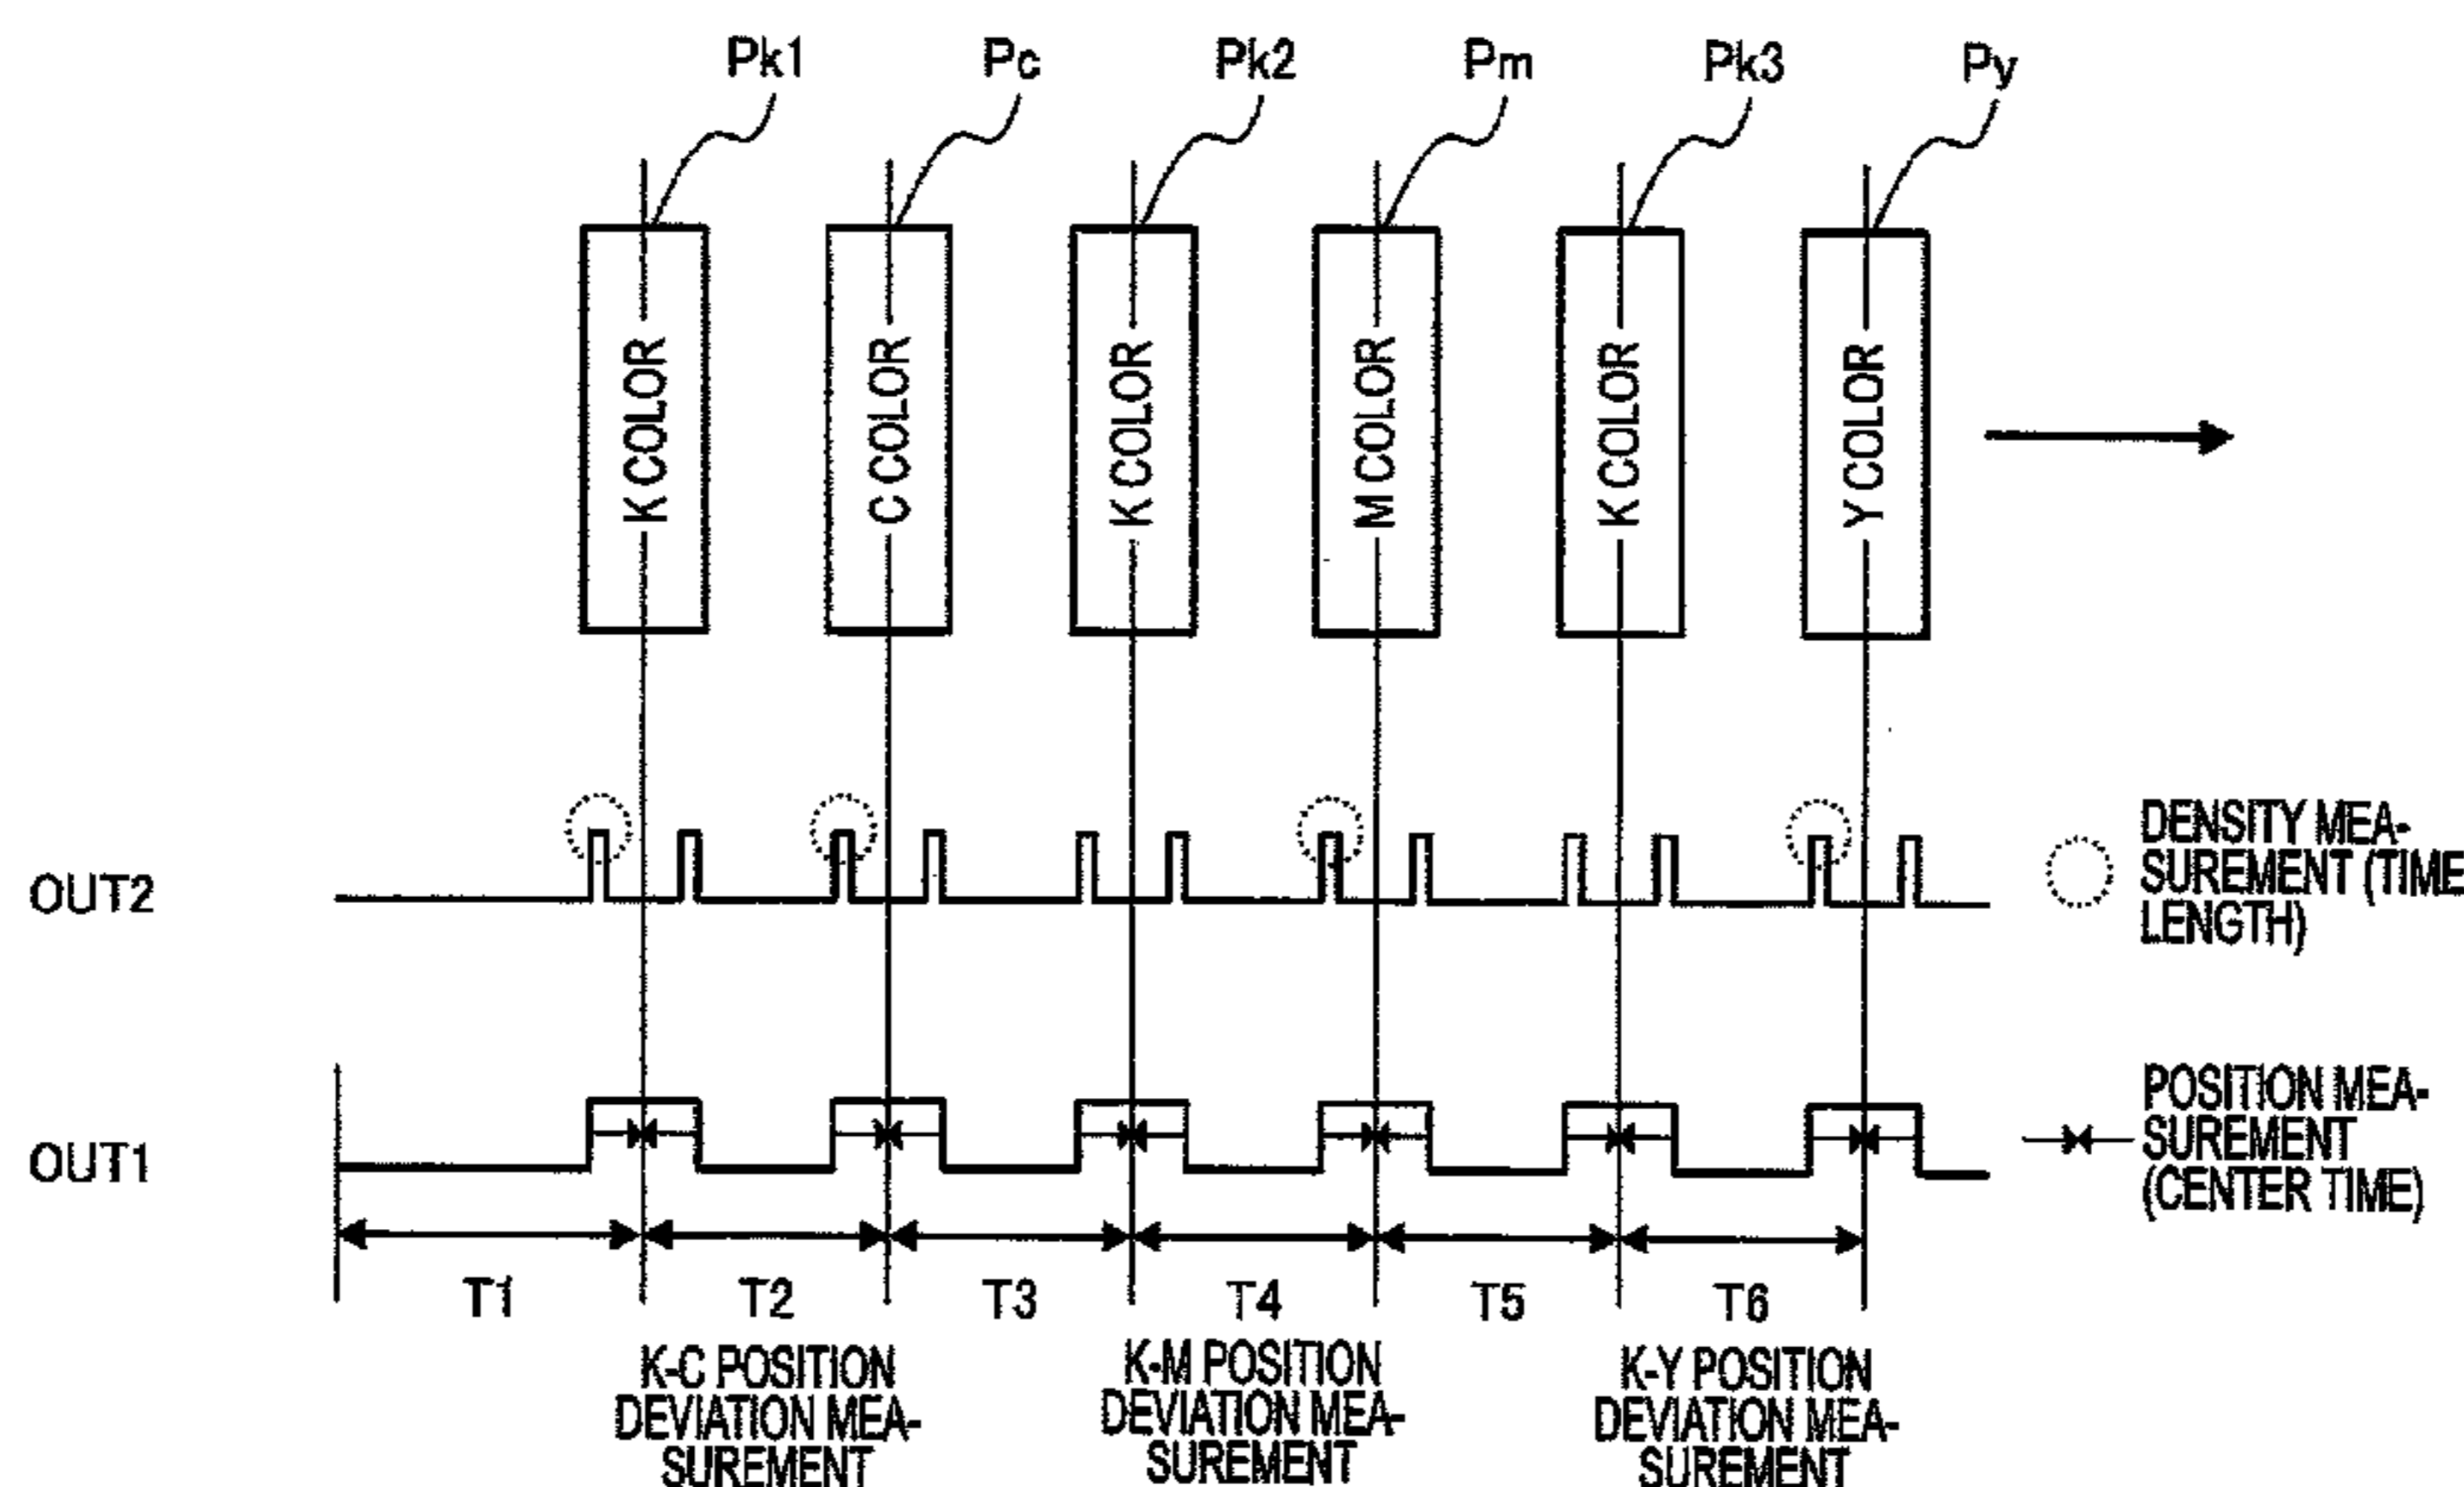 Pk1 Pc Pk2 Pm Pk3 Py
K COLOR
C COLOR
K COLOR
M COLOR
K COLOR
Y COLOR
OUT2
DENSITY MEA-
SUREMENT (TIME
LENGTH)
OUT1
POSITION MEA-
SUREMENT
(CENTER TIME)
T1 T2 T3 T4 T5 T6
K-C POSITION
DEVIATION MEA-
SUREMENT
K-M POSITION
DEVIATION MEA-
SUREMENT
K-Y POSITION
DEVIATION MEA-
SUREMENT